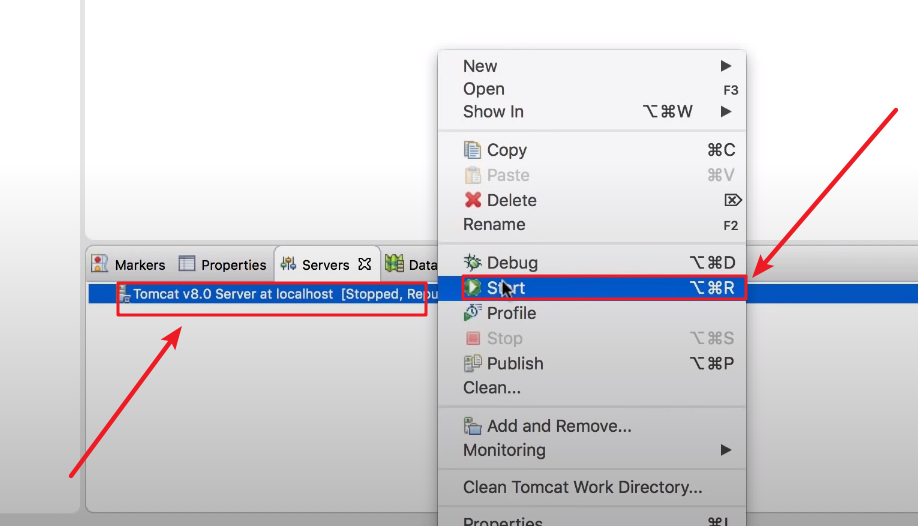 New
Open F3
Show In ⌥⌘W
Copy ⌘C
Paste ⌘V
Delete ⌦
Rename F2
Markers Properties Servers Data
Debug ⌥⌘D
Tomcat v8.0 Server at localhost [Stopped, Repu
Start ⌥⌘R
Profile
Stop ⌥⌘S
Publish ⌥⌘P
Clean...
Add and Remove...
Monitoring
Clean Tomcat Work Directory...
Properties ⌘I